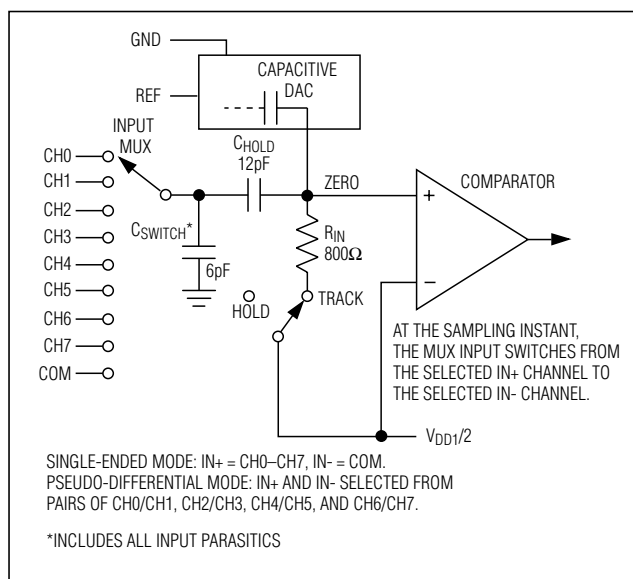 GND
CAPACITIVE
DAC
REF
INPUT
MUX
CHOLD
12pF
CH0
CH1
ZERO
COMPARATOR
+
CH2
CSWITCH*
RIN
800Ω
CH3
CH4
6pF
–
CH5
TRACK
HOLD
CH6
CH7
COM
AT THE SAMPLING INSTANT,
THE MUX INPUT SWITCHES FROM
THE SELECTED IN+ CHANNEL TO
THE SELECTED IN- CHANNEL.
VDD1/2
SINGLE-ENDED MODE: IN+ = CH0–CH7, IN- = COM.
PSEUDO-DIFFERENTIAL MODE: IN+ AND IN- SELECTED FROM
PAIRS OF CH0/CH1, CH2/CH3, CH4/CH5, AND CH6/CH7.
*INCLUDES ALL INPUT PARASITICS